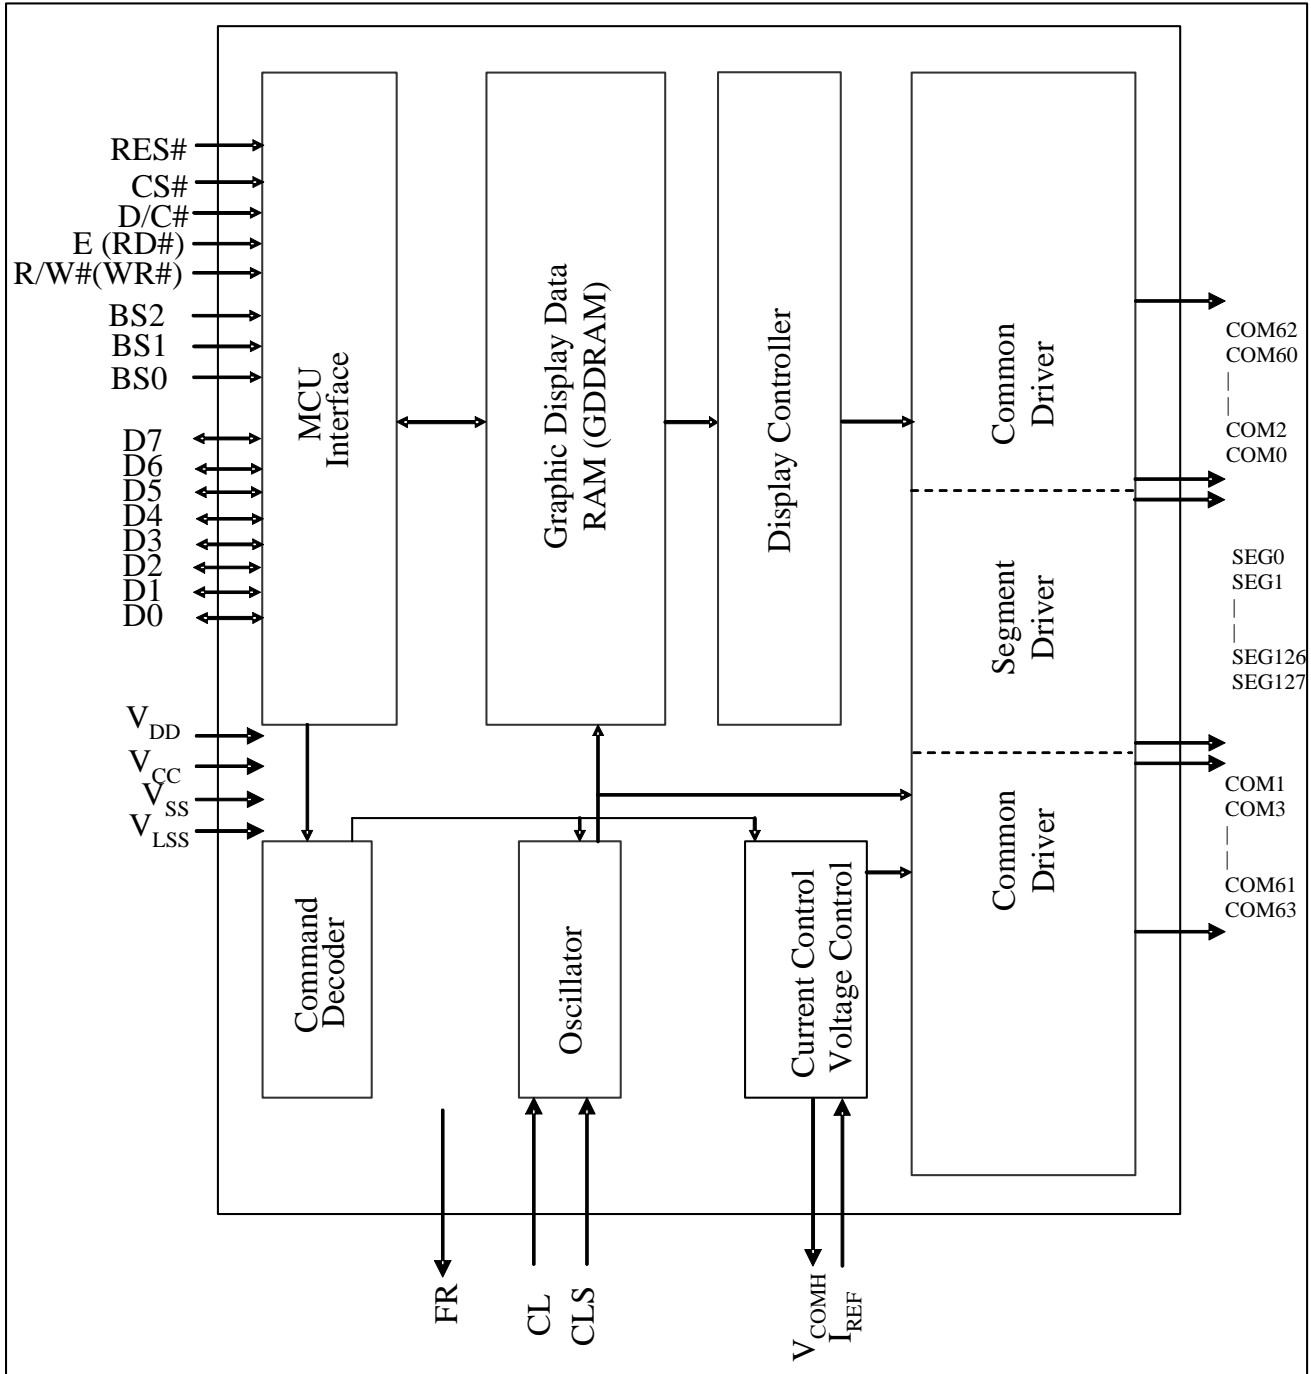 RES#
CS#
D/C#
E (RD#)
R/W#(WR#)
BS2
BS1
BS0
D7
D6
D5
D4
D3
D2
D1
D0
VDD
VCC
VSS
VLSS
MCU
Interface
Graphic Display Data
RAM (GDDRAM)
Display Controller
Common
Driver
Segment
Driver
Common
Driver
Command
Decoder
Oscillator
Current Control
Voltage Control
COM62
COM60
|
|
COM2
COM0
SEG0
SEG1
|
|
SEG126
SEG127
COM1
COM3
|
|
COM61
COM63
FR
CL
CLS
VCOMH
IREF